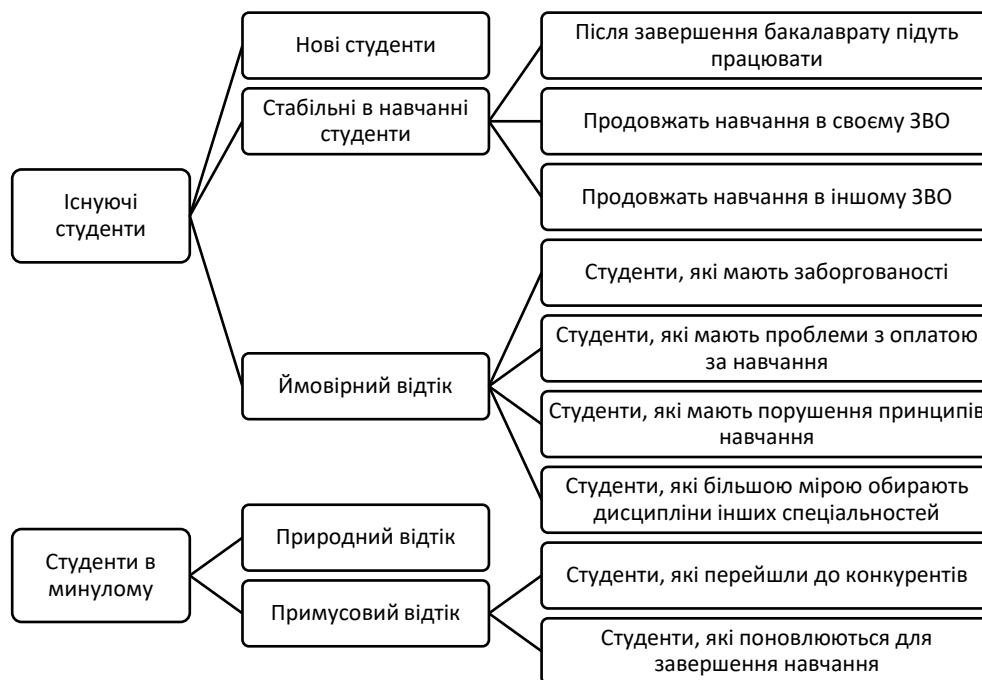 Існуючі
студенти
Нові студенти
Стабільні в навчанні
студенти
Після завершення бакалаврату підуть
працювати
Продовжать навчання в своєму ЗВО
Продовжать навчання в іншому ЗВО
Ймовірний відтік
Студенти, які мають заборгованості
Студенти, які мають проблеми з оплатою
за навчання
Студенти, які мають порушення принципів
навчання
Студенти, які більшою мірою обирають
дисципліни інших спеціальностей
Студенти в
минулому
Природний відтік
Примусовий відтік
Студенти, які перейшли до конкурентів
Студенти, які поновлюються для
завершення навчання